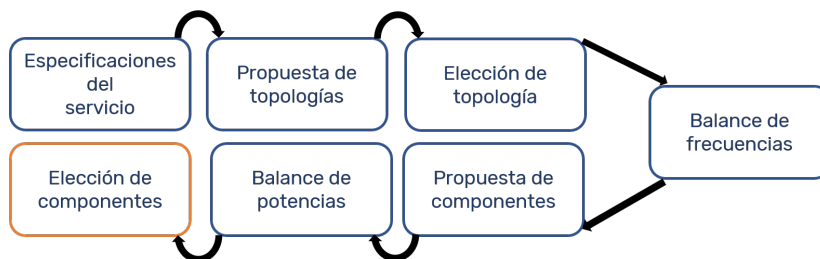 Especificaciones
del
servicio
Propuesta de
topologías
Elección de
topología
Balance de
frecuencias
Propuesta de
componentes
Balance de
potencias
Elección de
componentes